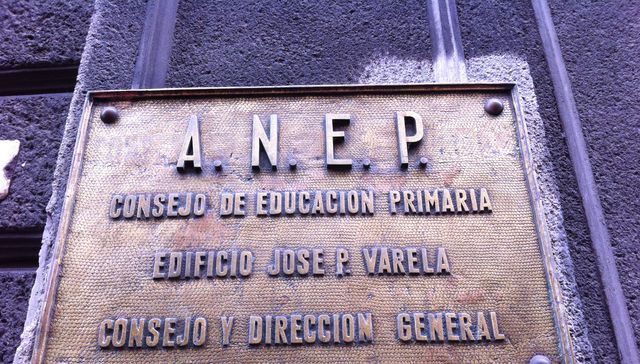 A.N.E.P.
CONSEJO DE EDUCACION PRIMARIA
EDIFICIO JOSE P. VARELA
CONSEJO Y DIRECCION GENERAL